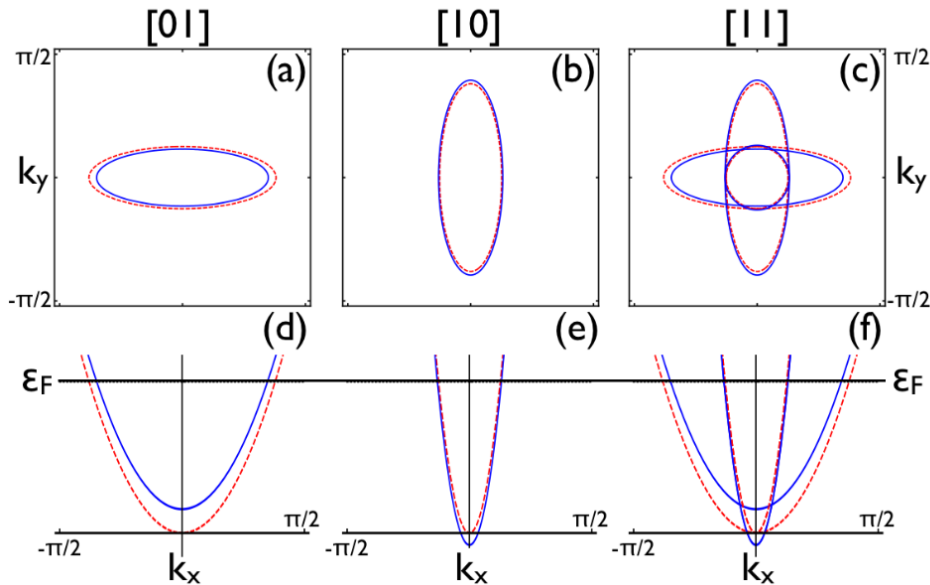 [01] [10] [11]
π/2 (a) (b) (c) π/2
k_y k_y
-π/2 -π/2
(d) (e) (f)
ε_F ε_F
π/2 π/2 π/2
-π/2 -π/2 -π/2
k_x k_x k_x